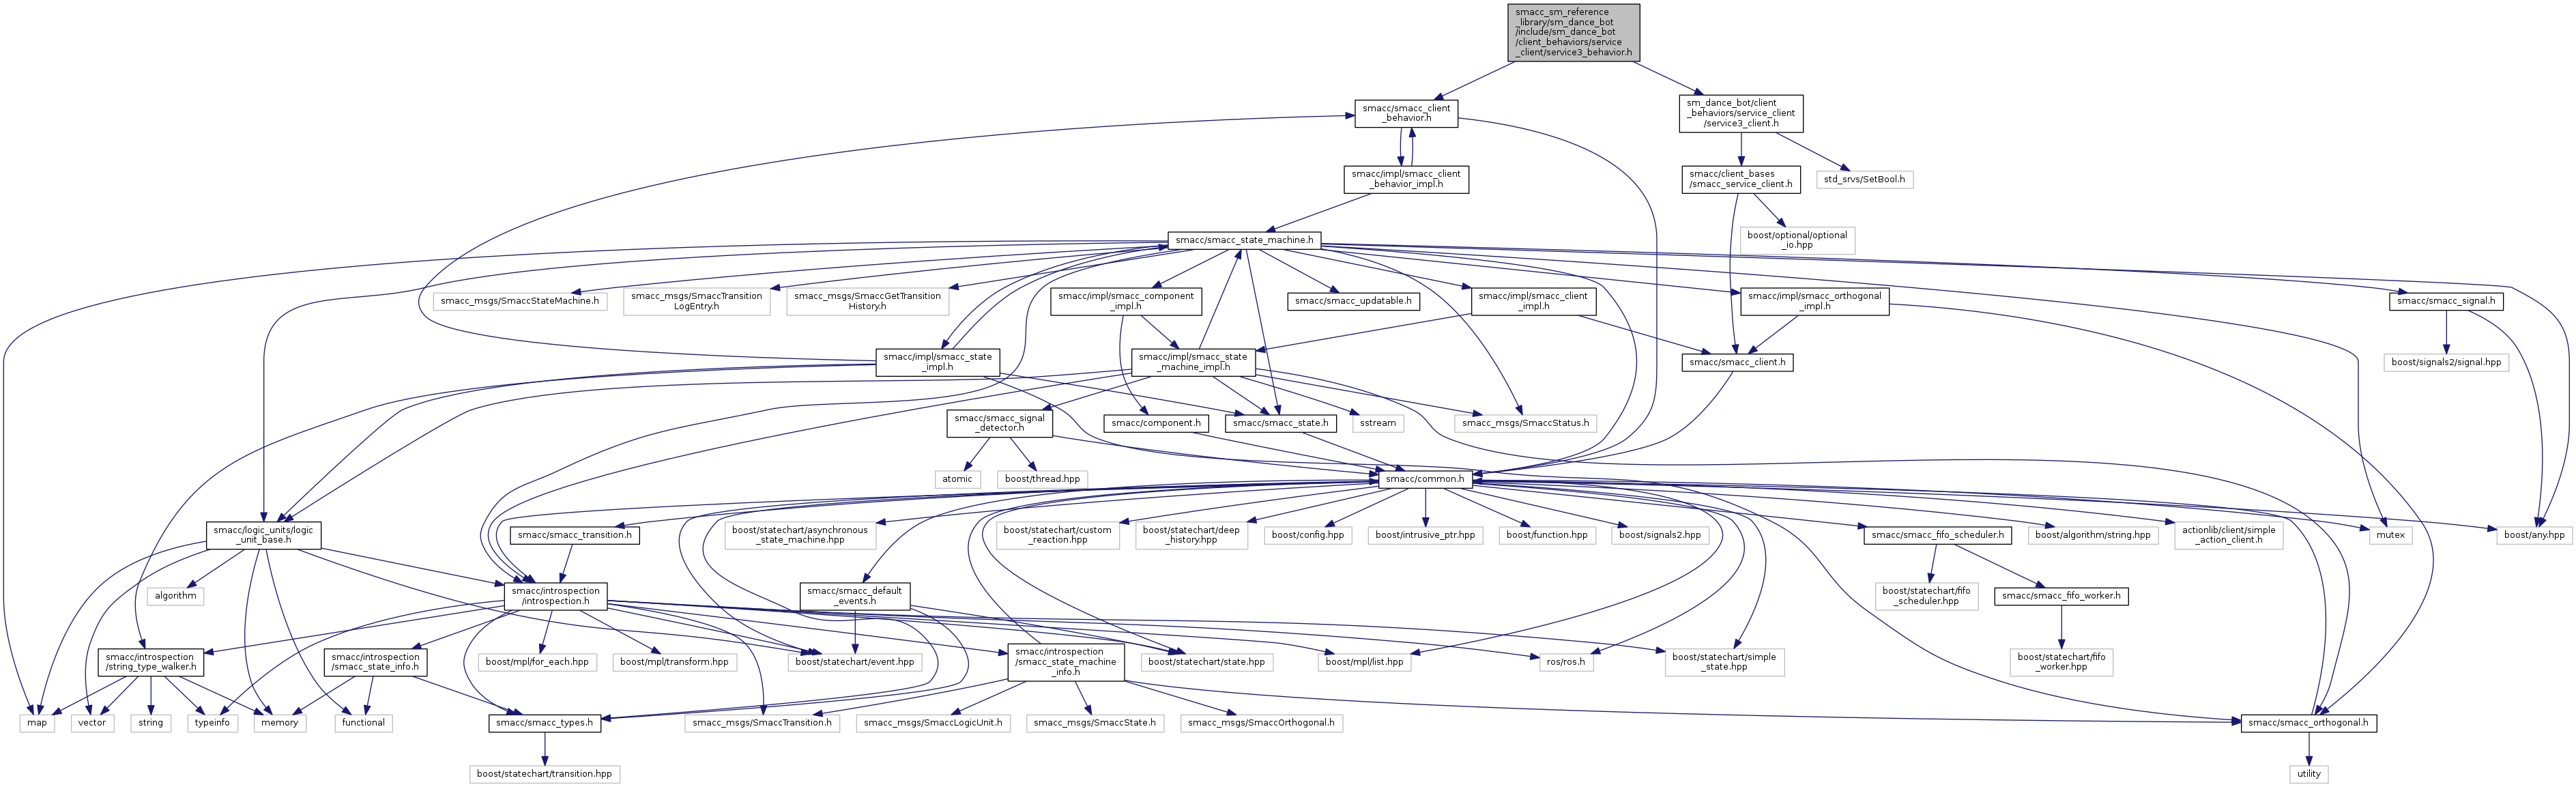 smacc_sm_reference
_library/sm_dance_bot
/include/sm_dance_bot
/client_behaviors/service
_client/service3_behavior.h
smacc/smacc_client
_behavior.h
sm_dance_bot/client
_behaviors/service_client
/service3_client.h
smacc/impl/smacc_client
_behavior_impl.h
smacc/client_bases
/smacc_service_client.h
std_srvs/SetBool.h
smacc/smacc_state_machine.h
boost/optional/optional
_io.hpp
smacc_msgs/SmaccStateMachine.h
smacc_msgs/SmaccTransition
LogEntry.h
smacc_msgs/SmaccGetTransition
History.h
smacc/impl/smacc_component
_impl.h
smacc/smacc_updatable.h
smacc/impl/smacc_client
_impl.h
smacc/impl/smacc_orthogonal
_impl.h
smacc/smacc_signal.h
smacc/impl/smacc_state
_impl.h
smacc/impl/smacc_state
_machine_impl.h
smacc/smacc_client.h
boost/signals2/signal.hpp
smacc/smacc_signal
_detector.h
smacc/component.h
smacc/smacc_state.h
sstream
smacc_msgs/SmaccStatus.h
atomic
boost/thread.hpp
smacc/common.h
smacc/logic_units/logic
_unit_base.h
smacc/smacc_transition.h
boost/statechart/asynchronous
_state_machine.hpp
boost/statechart/custom
_reaction.hpp
boost/statechart/deep
_history.hpp
boost/config.hpp
boost/intrusive_ptr.hpp
boost/function.hpp
boost/signals2.hpp
smacc/smacc_fifo_scheduler.h
boost/algorithm/string.hpp
actionlib/client/simple
_action_client.h
mutex
boost/any.hpp
algorithm
smacc/introspection
/introspection.h
smacc/smacc_default
_events.h
boost/statechart/fifo
_scheduler.hpp
smacc/smacc_fifo_worker.h
smacc/introspection
/string_type_walker.h
smacc/introspection
/smacc_state_info.h
boost/mpl/for_each.hpp
boost/mpl/transform.hpp
boost/statechart/event.hpp
smacc/introspection
/smacc_state_machine
_info.h
boost/statechart/state.hpp
boost/mpl/list.hpp
ros/ros.h
boost/statechart/simple
_state.hpp
boost/statechart/fifo
_worker.hpp
map
vector
string
typeinfo
memory
functional
smacc/smacc_types.h
smacc_msgs/SmaccTransition.h
smacc_msgs/SmaccLogicUnit.h
smacc_msgs/SmaccState.h
smacc_msgs/SmaccOrthogonal.h
smacc/smacc_orthogonal.h
boost/statechart/transition.hpp
utility